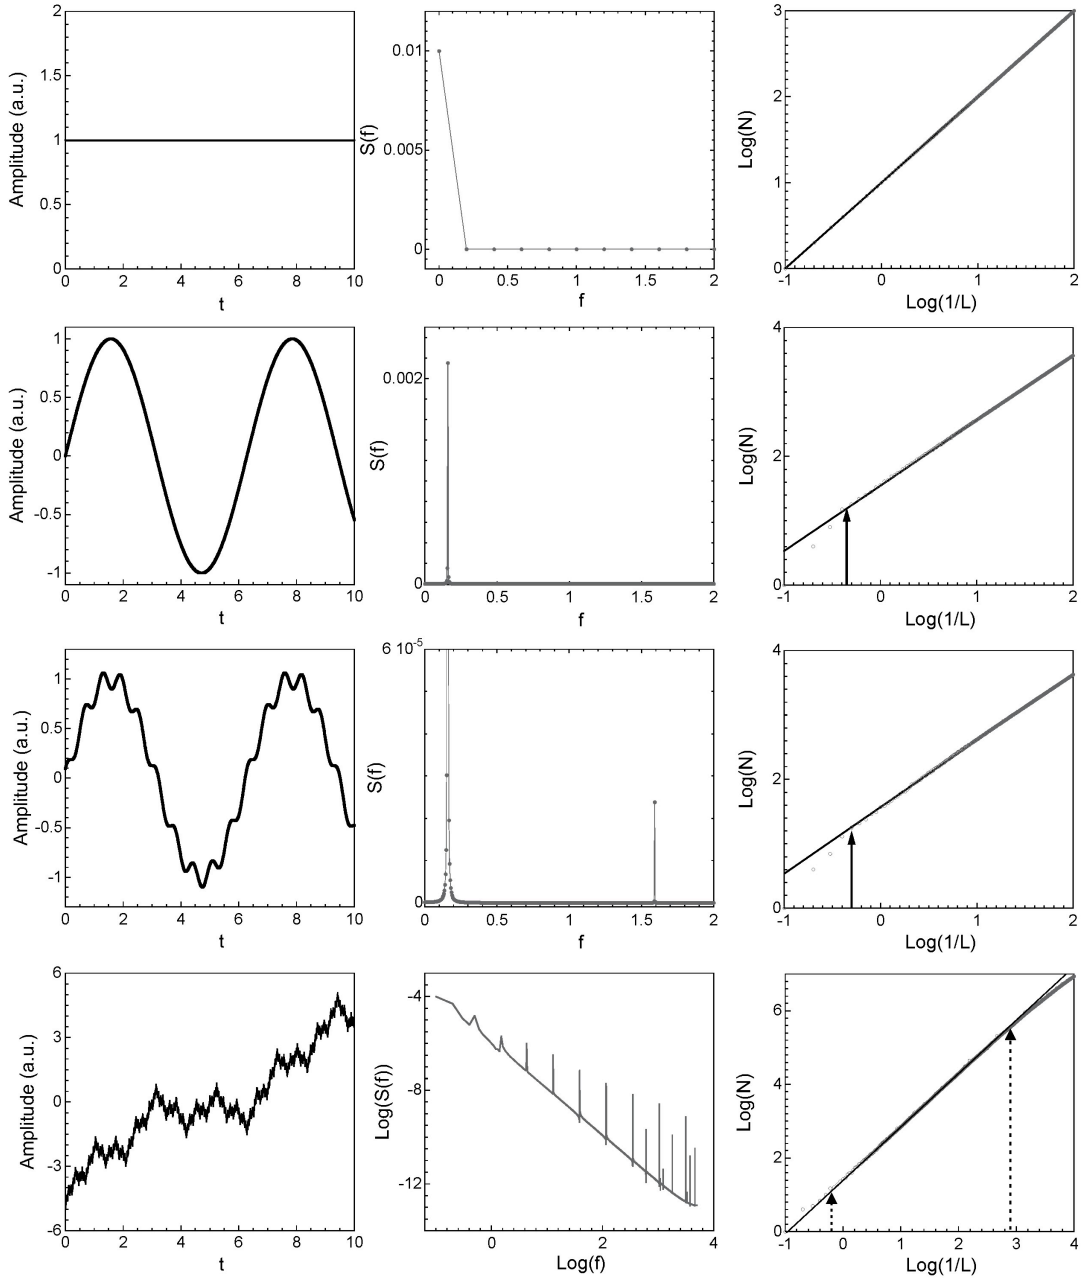 2
1.5
1
0.5
0
0 2 4 6 8 10
Amplitude (a.u.)
t
0.01
0.005
0
0 0.5 1 1.5 2
S(f)
f
3
2
1
0
-1 0 1 2
Log(N)
Log(1/L)
1
0.5
0
-0.5
-1
0 2 4 6 8 10
Amplitude (a.u.)
t
0.002
0
0 0.5 1 1.5 2
S(f)
f
4
2
0
-1 0 1 2
Log(N)
Log(1/L)
1
0.5
0
-0.5
-1
0 2 4 6 8 10
Amplitude (a.u.)
t
6 10⁻⁵
0
0 0.5 1 1.5 2
S(f)
f
4
2
0
-1 0 1 2
Log(N)
Log(1/L)
6
3
0
-3
-6
0 2 4 6 8 10
Amplitude (a.u.)
t
-4
-8
-12
0 2 4
Log(S(f))
Log(f)
6
4
2
0
-1 0 1 2 3 4
Log(N)
Log(1/L)